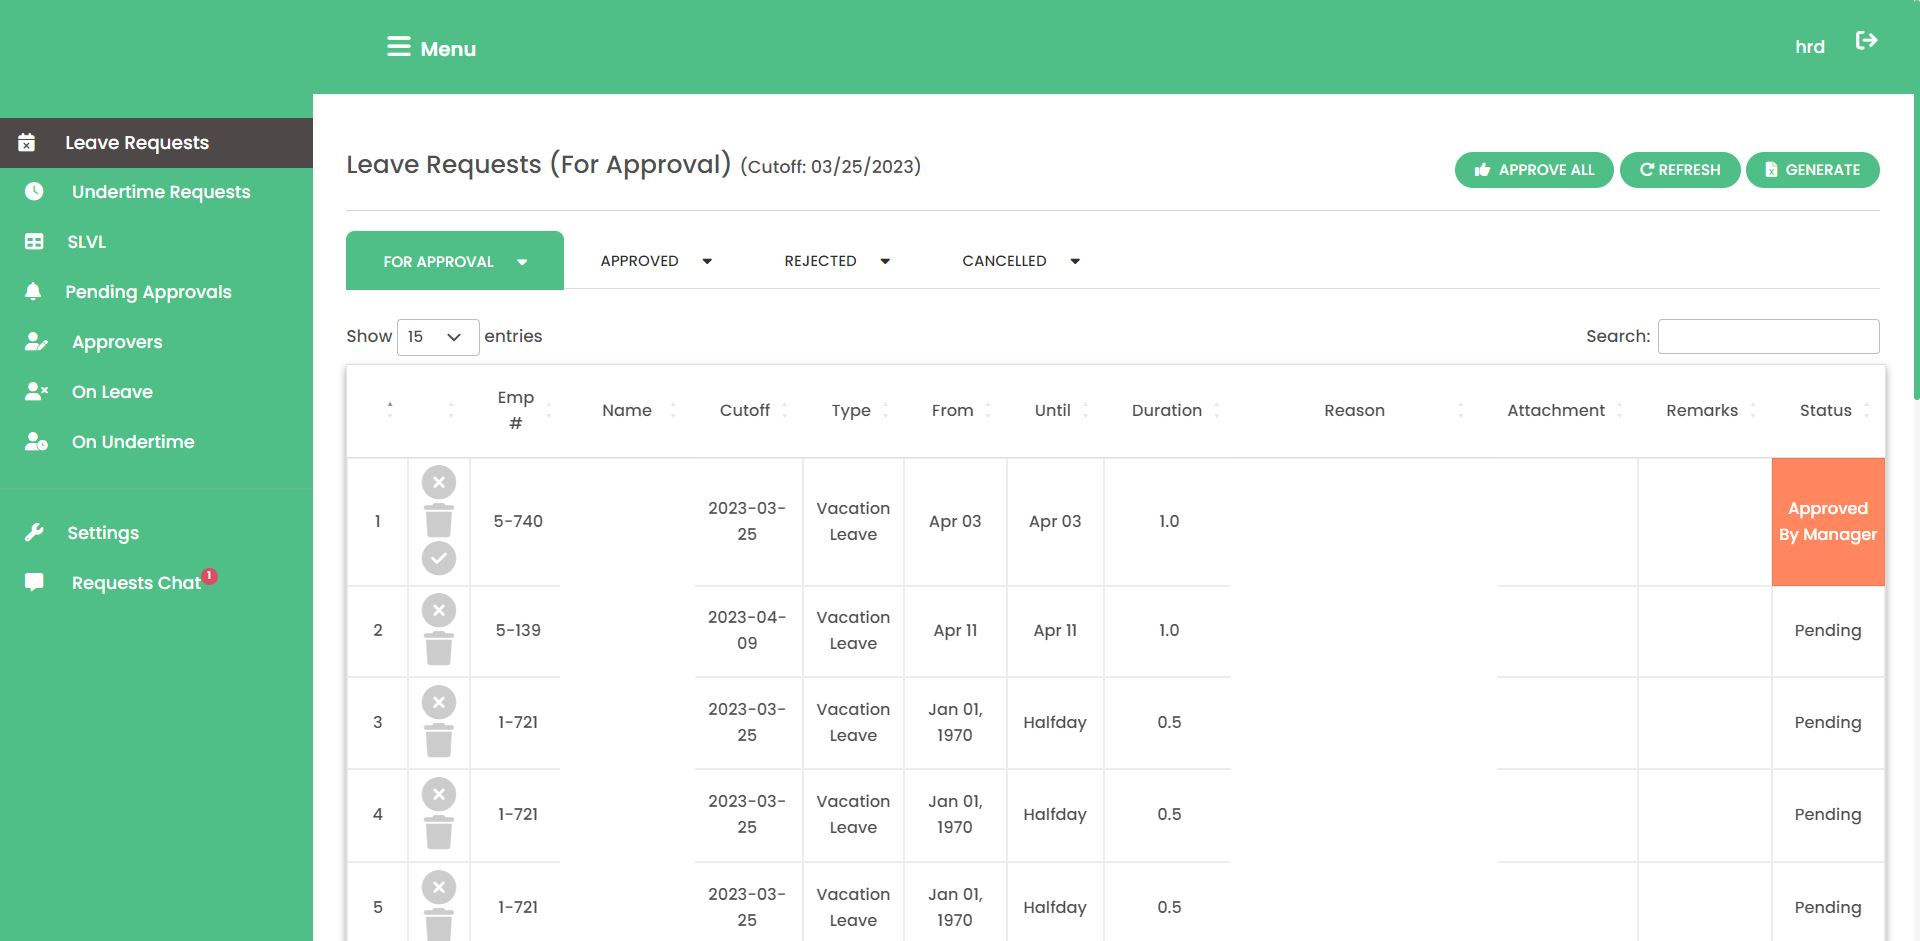 Menu
hrd
Leave Requests
Undertime Requests
SLVL
Pending Approvals
Approvers
On Leave
On Undertime
Settings
Requests Chat 1
Leave Requests (For Approval) (Cutoff: 03/25/2023)
APPROVE ALL REFRESH GENERATE
FOR APPROVAL APPROVED REJECTED CANCELLED
Show 15 entries Search:
Emp
# Name Cutoff Type From Until Duration Reason Attachment Remarks Status
2023-03- Vacation Approved
1 5-740 Apr 03 Apr 03 1.0
25 Leave By Manager
2023-04- Vacation
2 5-139 Apr 11 Apr 11 1.0 Pending
09 Leave
2023-03- Vacation Jan 01,
3 1-721 Halfday 0.5 Pending
25 Leave 1970
2023-03- Vacation Jan 01,
4 1-721 Halfday 0.5 Pending
25 Leave 1970
2023-03- Vacation Jan 01,
5 1-721 Halfday 0.5 Pending
25 Leave 1970